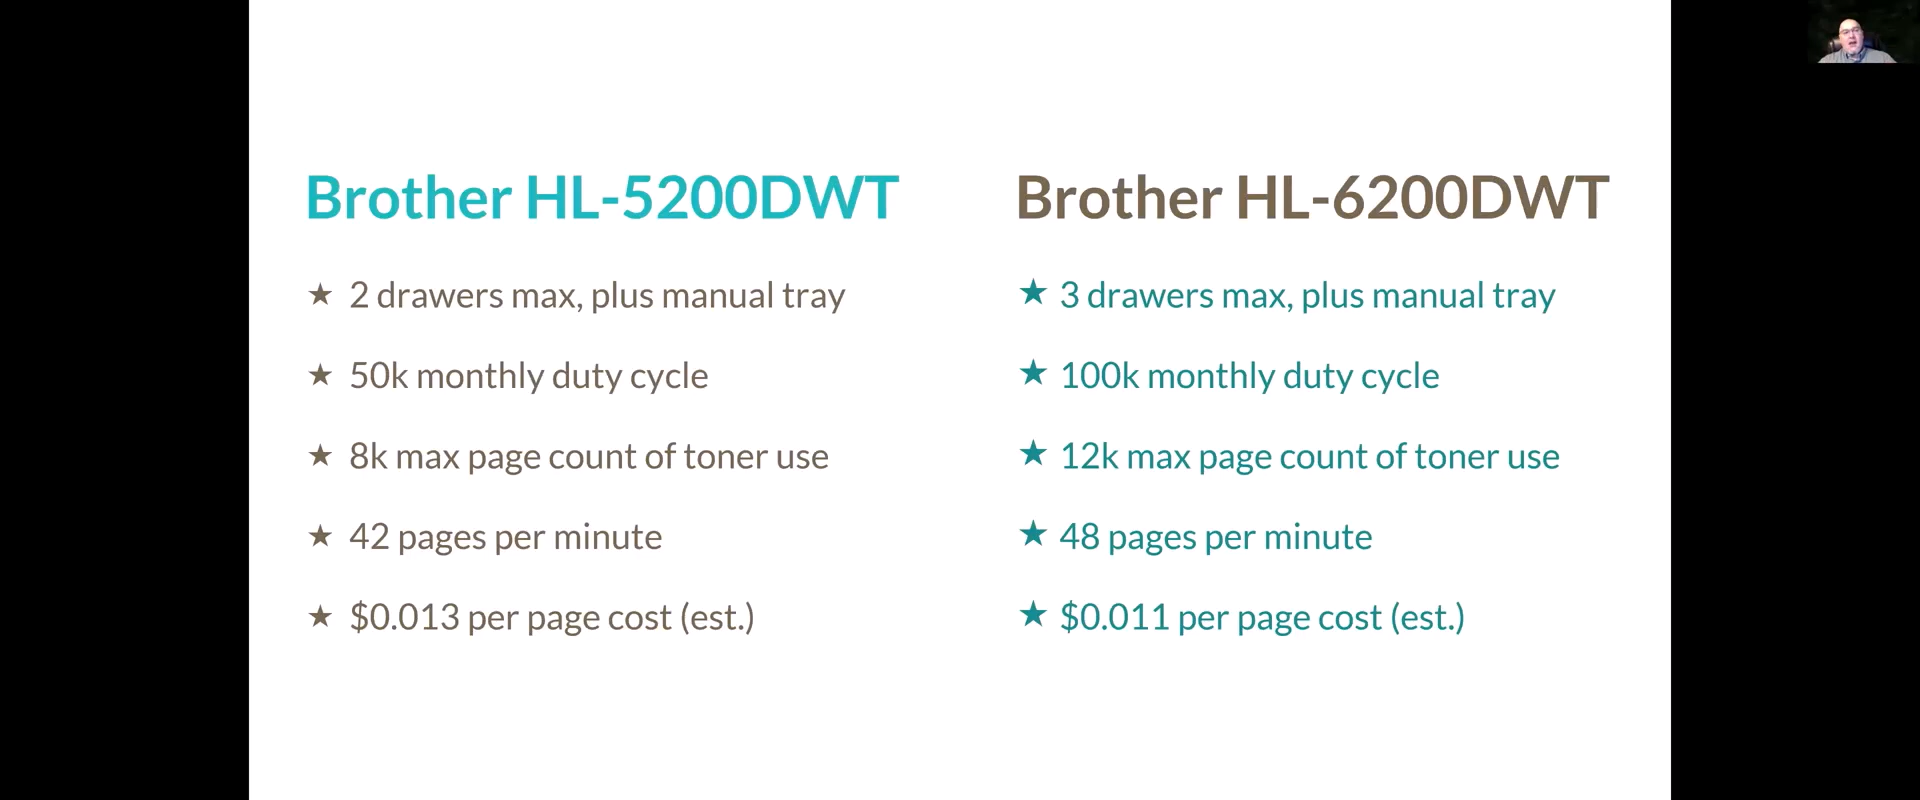 Brother HL-5200DWT
★ 2 drawers max, plus manual tray
★ 50k monthly duty cycle
★ 8k max page count of toner use
★ 42 pages per minute
★ $0.013 per page cost (est.)
Brother HL-6200DWT
★ 3 drawers max, plus manual tray
★ 100k monthly duty cycle
★ 12k max page count of toner use
★ 48 pages per minute
★ $0.011 per page cost (est.)